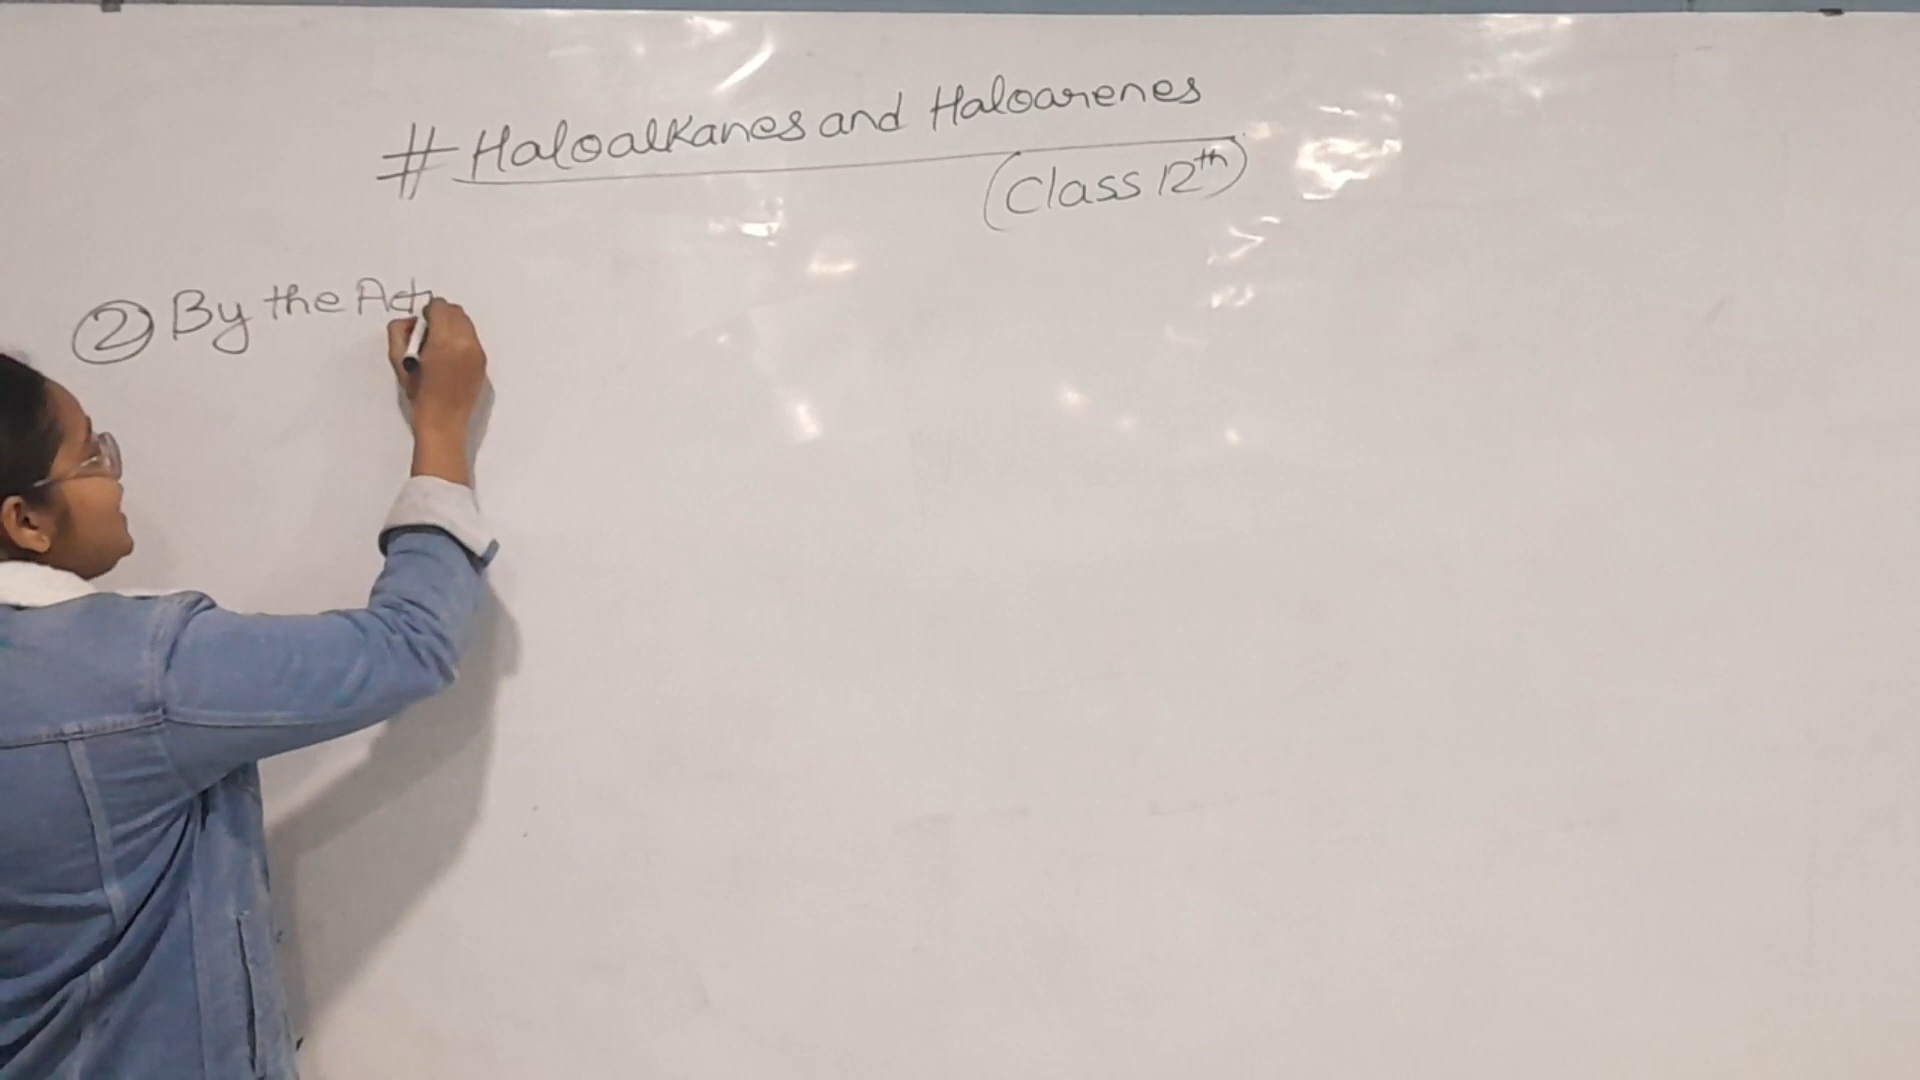 # Haloalkanes and Haloarenes
(Class 12th)
② By the